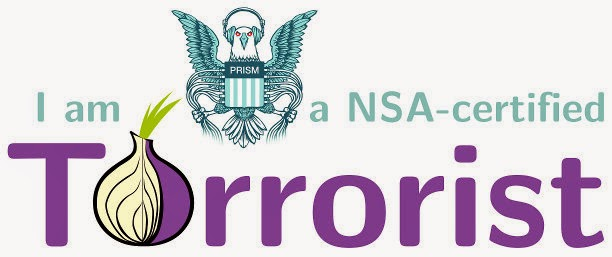 PRISM
I am a NSA-certified
Torrorist